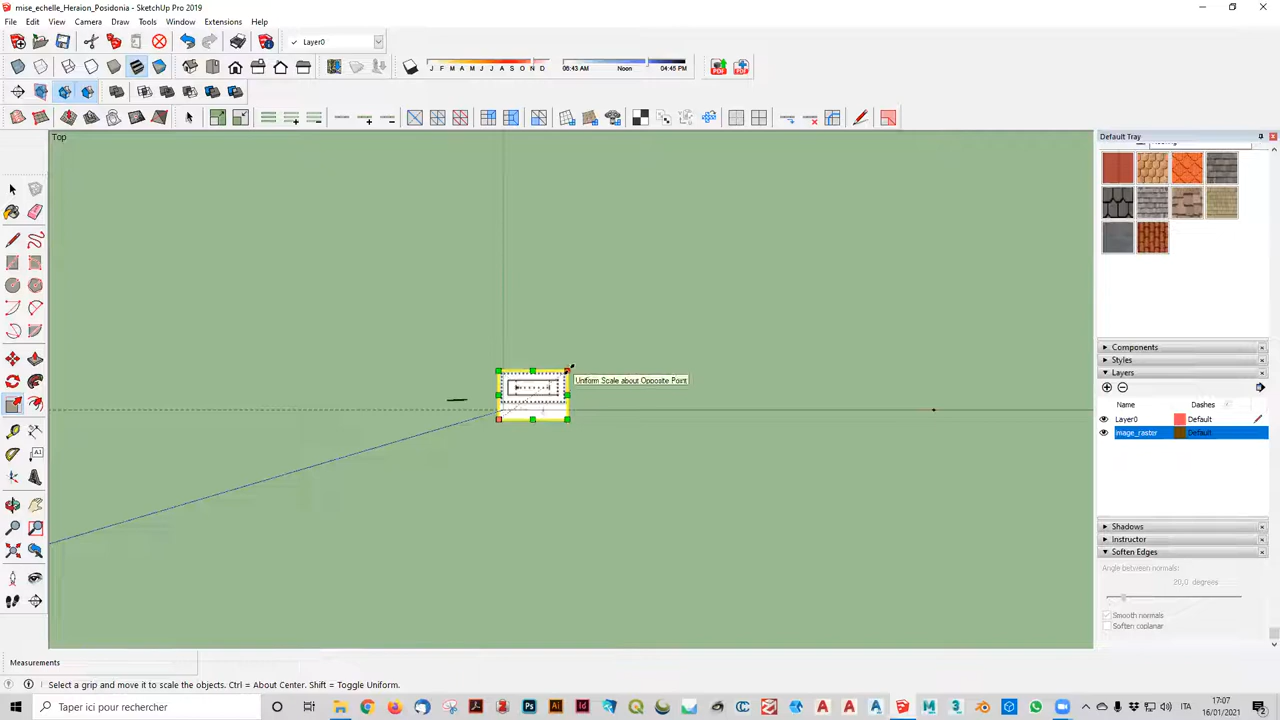 mise_echelle_Heraion_Posidonia - SketchUp Pro 2019
File Edit View Camera Draw Tools Window Extensions Help
Layer0
J F M A M J J A S O N D
06:43 AM Noon 04:45 PM
PDF
Top
Default Tray
Uniform Scale about Opposite Point
A1
Components
Styles
Layers
Name Dashes
Layer0 Default
image_raster Default
Shadows
Instructor
Soften Edges
Angle between normals:
20,0 degrees
Smooth normals
Soften coplanar
Measurements
Select a grip and move it to scale the objects. Ctrl = About Center. Shift = Toggle Uniform.
Taper ici pour rechercher
ITA
17:07
16/01/2021